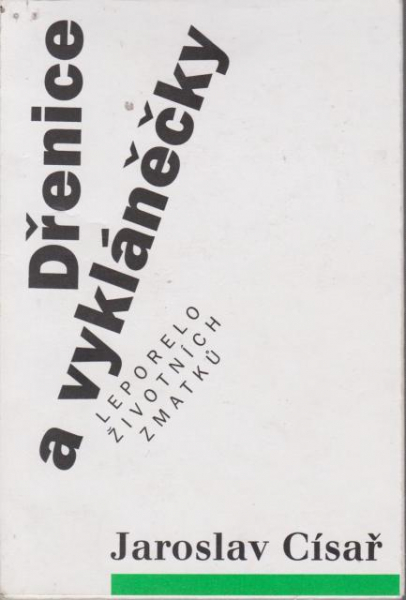 Dřenice
a vykláněčky
LEPORELO
ŽIVOTNÍCH
ZMATKŮ
Jaroslav Císař